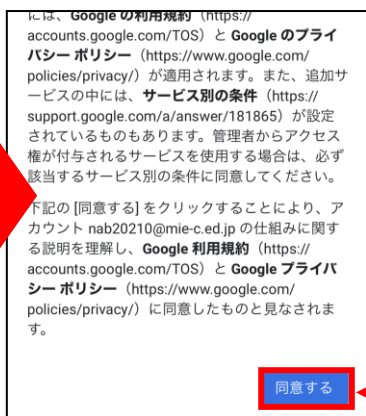 には、Google の利用規約（https://
accounts.google.com/TOS）と Google のプライ
バシー ポリシー（https://www.google.com/
policies/privacy/）が適用されます。また、追加サ
ービスの中には、サービス別の条件（https://
support.google.com/a/answer/181865）が設定
されているものもあります。管理者からアクセス
権が付与されるサービスを使用する場合は、必ず
該当するサービス別の条件に同意してください。
下記の [同意する] をクリックすることにより、ア
カウント nab20210@mie-c.ed.jp の仕組みに関す
る説明を理解し、Google 利用規約（https://
accounts.google.com/TOS）と Google プライバ
シー ポリシー（https://www.google.com/
policies/privacy/）に同意したものと見なされま
す。
同意する